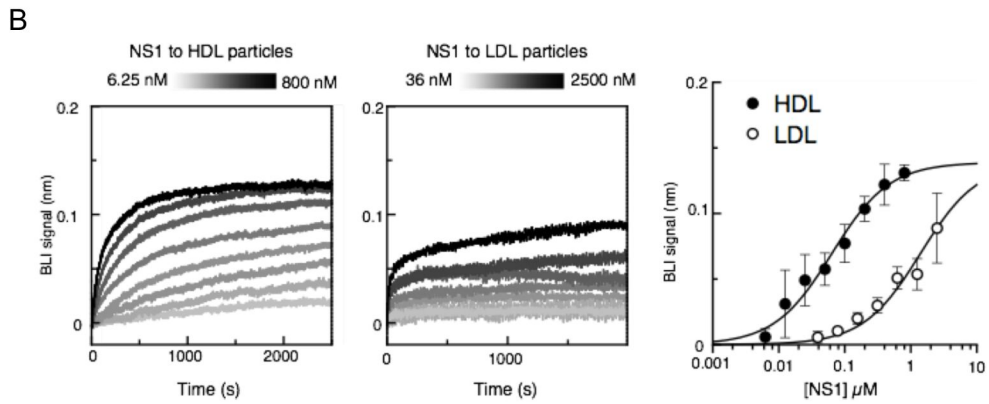 B
NS1 to HDL particles
6.25 nM 800 nM
0.2
0.1
0
BLI signal (nm)
0 1000 2000
Time (s)
NS1 to LDL particles
36 nM 2500 nM
0.2
0.1
0
0 1000
Time (s)
HDL
LDL
0.2
0.1
0
BLI signal (nm)
0.001 0.01 0.1 1 10
[NS1] µM